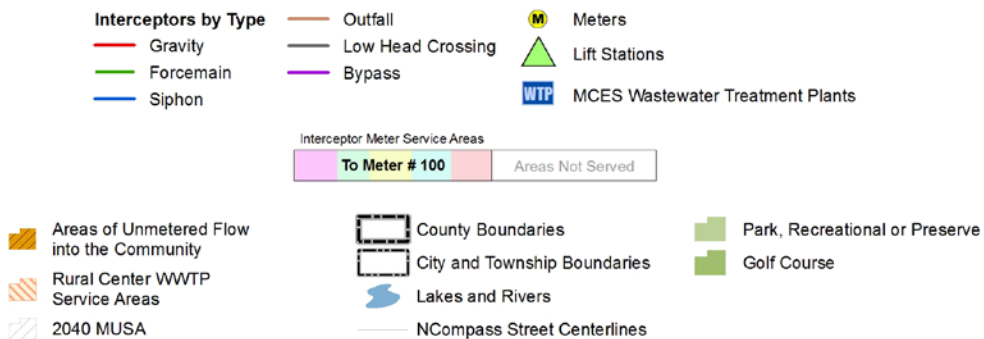 Interceptors by Type
Gravity
Forcemain
Siphon
Outfall
Low Head Crossing
Bypass
M Meters
Lift Stations
WTP MCES Wastewater Treatment Plants
Interceptor Meter Service Areas
To Meter # 100
Areas Not Served
Areas of Unmetered Flow
into the Community
Rural Center WWTP
Service Areas
2040 MUSA
County Boundaries
City and Township Boundaries
Lakes and Rivers
NCompass Street Centerlines
Park, Recreational or Preserve
Golf Course